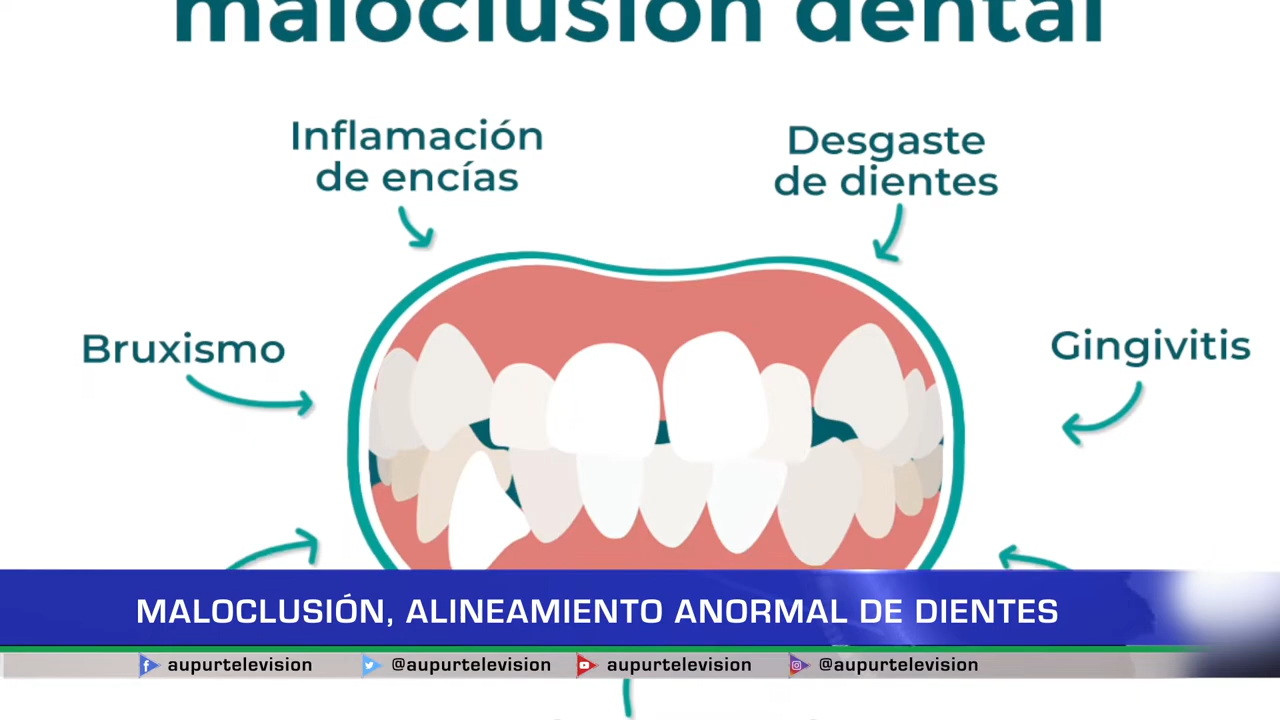 maloclusión dental
Inflamación
de encías
Desgaste
de dientes
Bruxismo
Gingivitis
MALOCLUSIÓN, ALINEAMIENTO ANORMAL DE DIENTES
aupurtelevision @aupurtelevision aupurtelevision @aupurtelevision